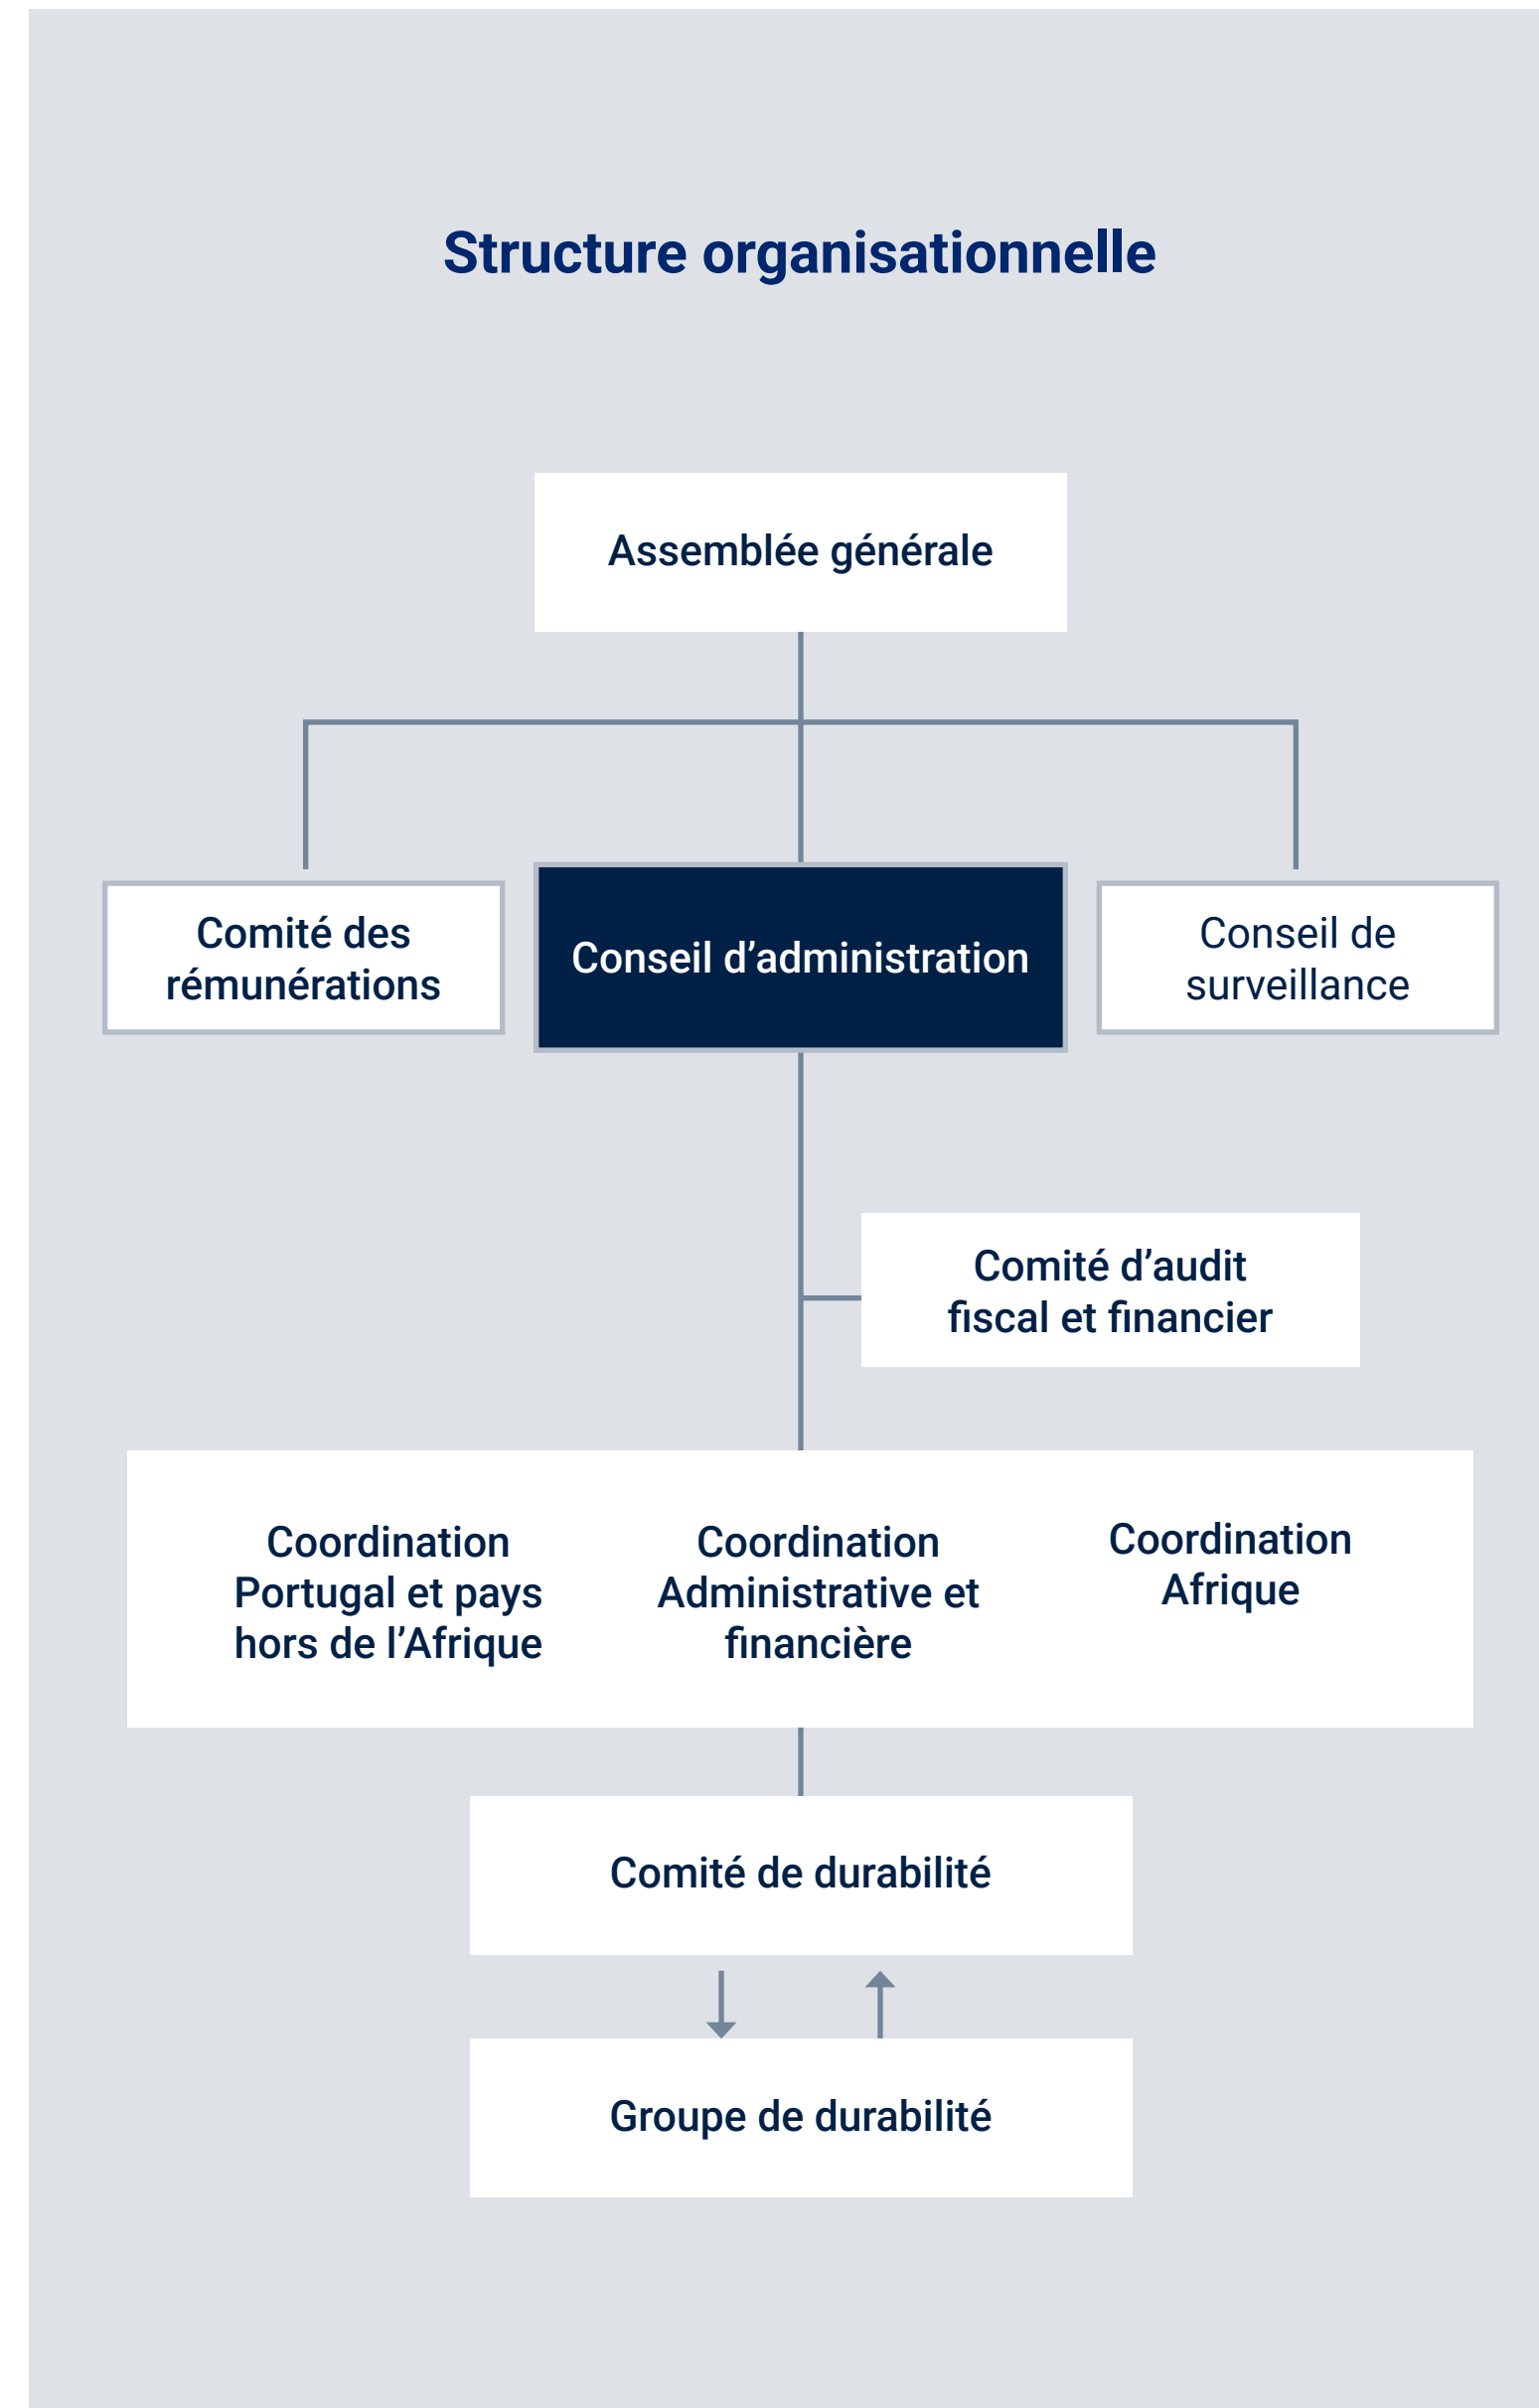 Structure organisationnelle
Assemblée générale
Comité des
rémunérations
Conseil d’administration
Conseil de
surveillance
Comité d’audit
fiscal et financier
Coordination
Portugal et pays
hors de l’Afrique
Coordination
Administrative et
financière
Coordination
Afrique
Comité de durabilité
Groupe de durabilité